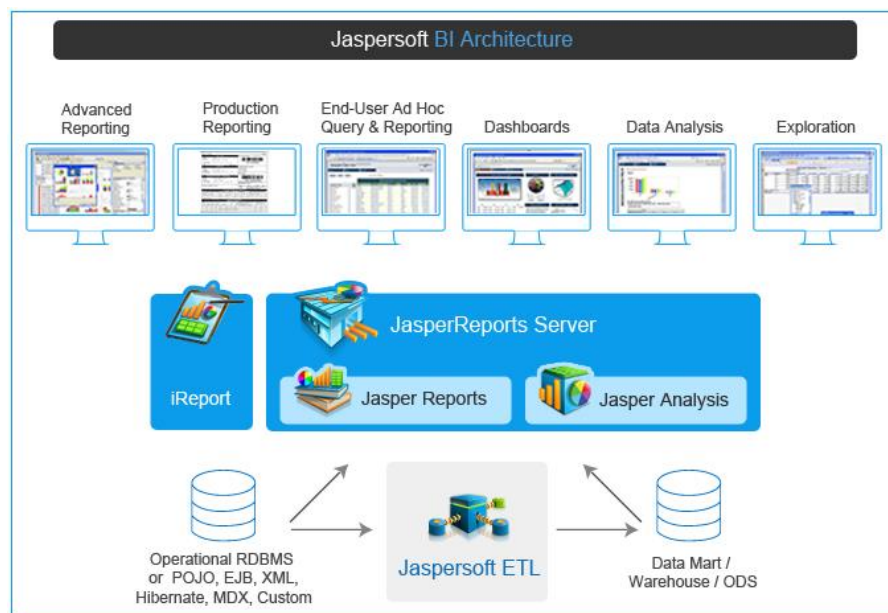 Jaspersoft BI Architecture
Advanced
Reporting
Production
Reporting
End-User Ad Hoc
Query & Reporting
Dashboards
Data Analysis
Exploration
iReport
JasperReports Server
Jasper Reports
Jasper Analysis
Operational RDBMS
or POJO, EJB, XML,
Hibernate, MDX, Custom
Jaspersoft ETL
Data Mart /
Warehouse / ODS